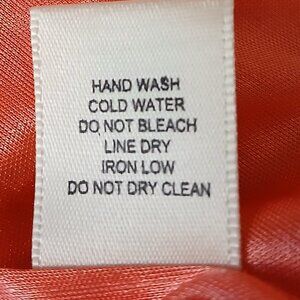 HAND WASH
COLD WATER
DO NOT BLEACH
LINE DRY
IRON LOW
DO NOT DRY CLEAN